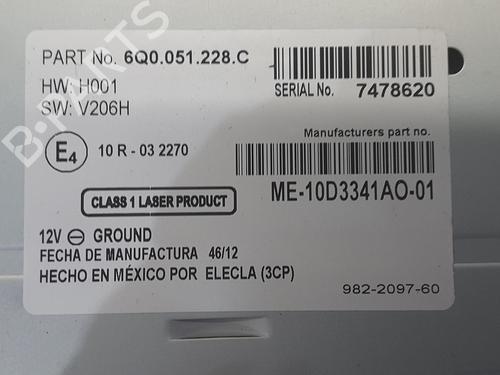 PART No. 6Q0.051.228.C
HW: H001
SERIAL No. 7478620
SW: V206H
Manufacturers part no.
E4 10 R - 03 2270
ME-10D3341AO-01
CLASS 1 LASER PRODUCT
12V ⊖ GROUND
FECHA DE MANUFACTURA 46/12
HECHO EN MÉXICO POR ELECLA (3CP)
982-2097-60
B-PARTS